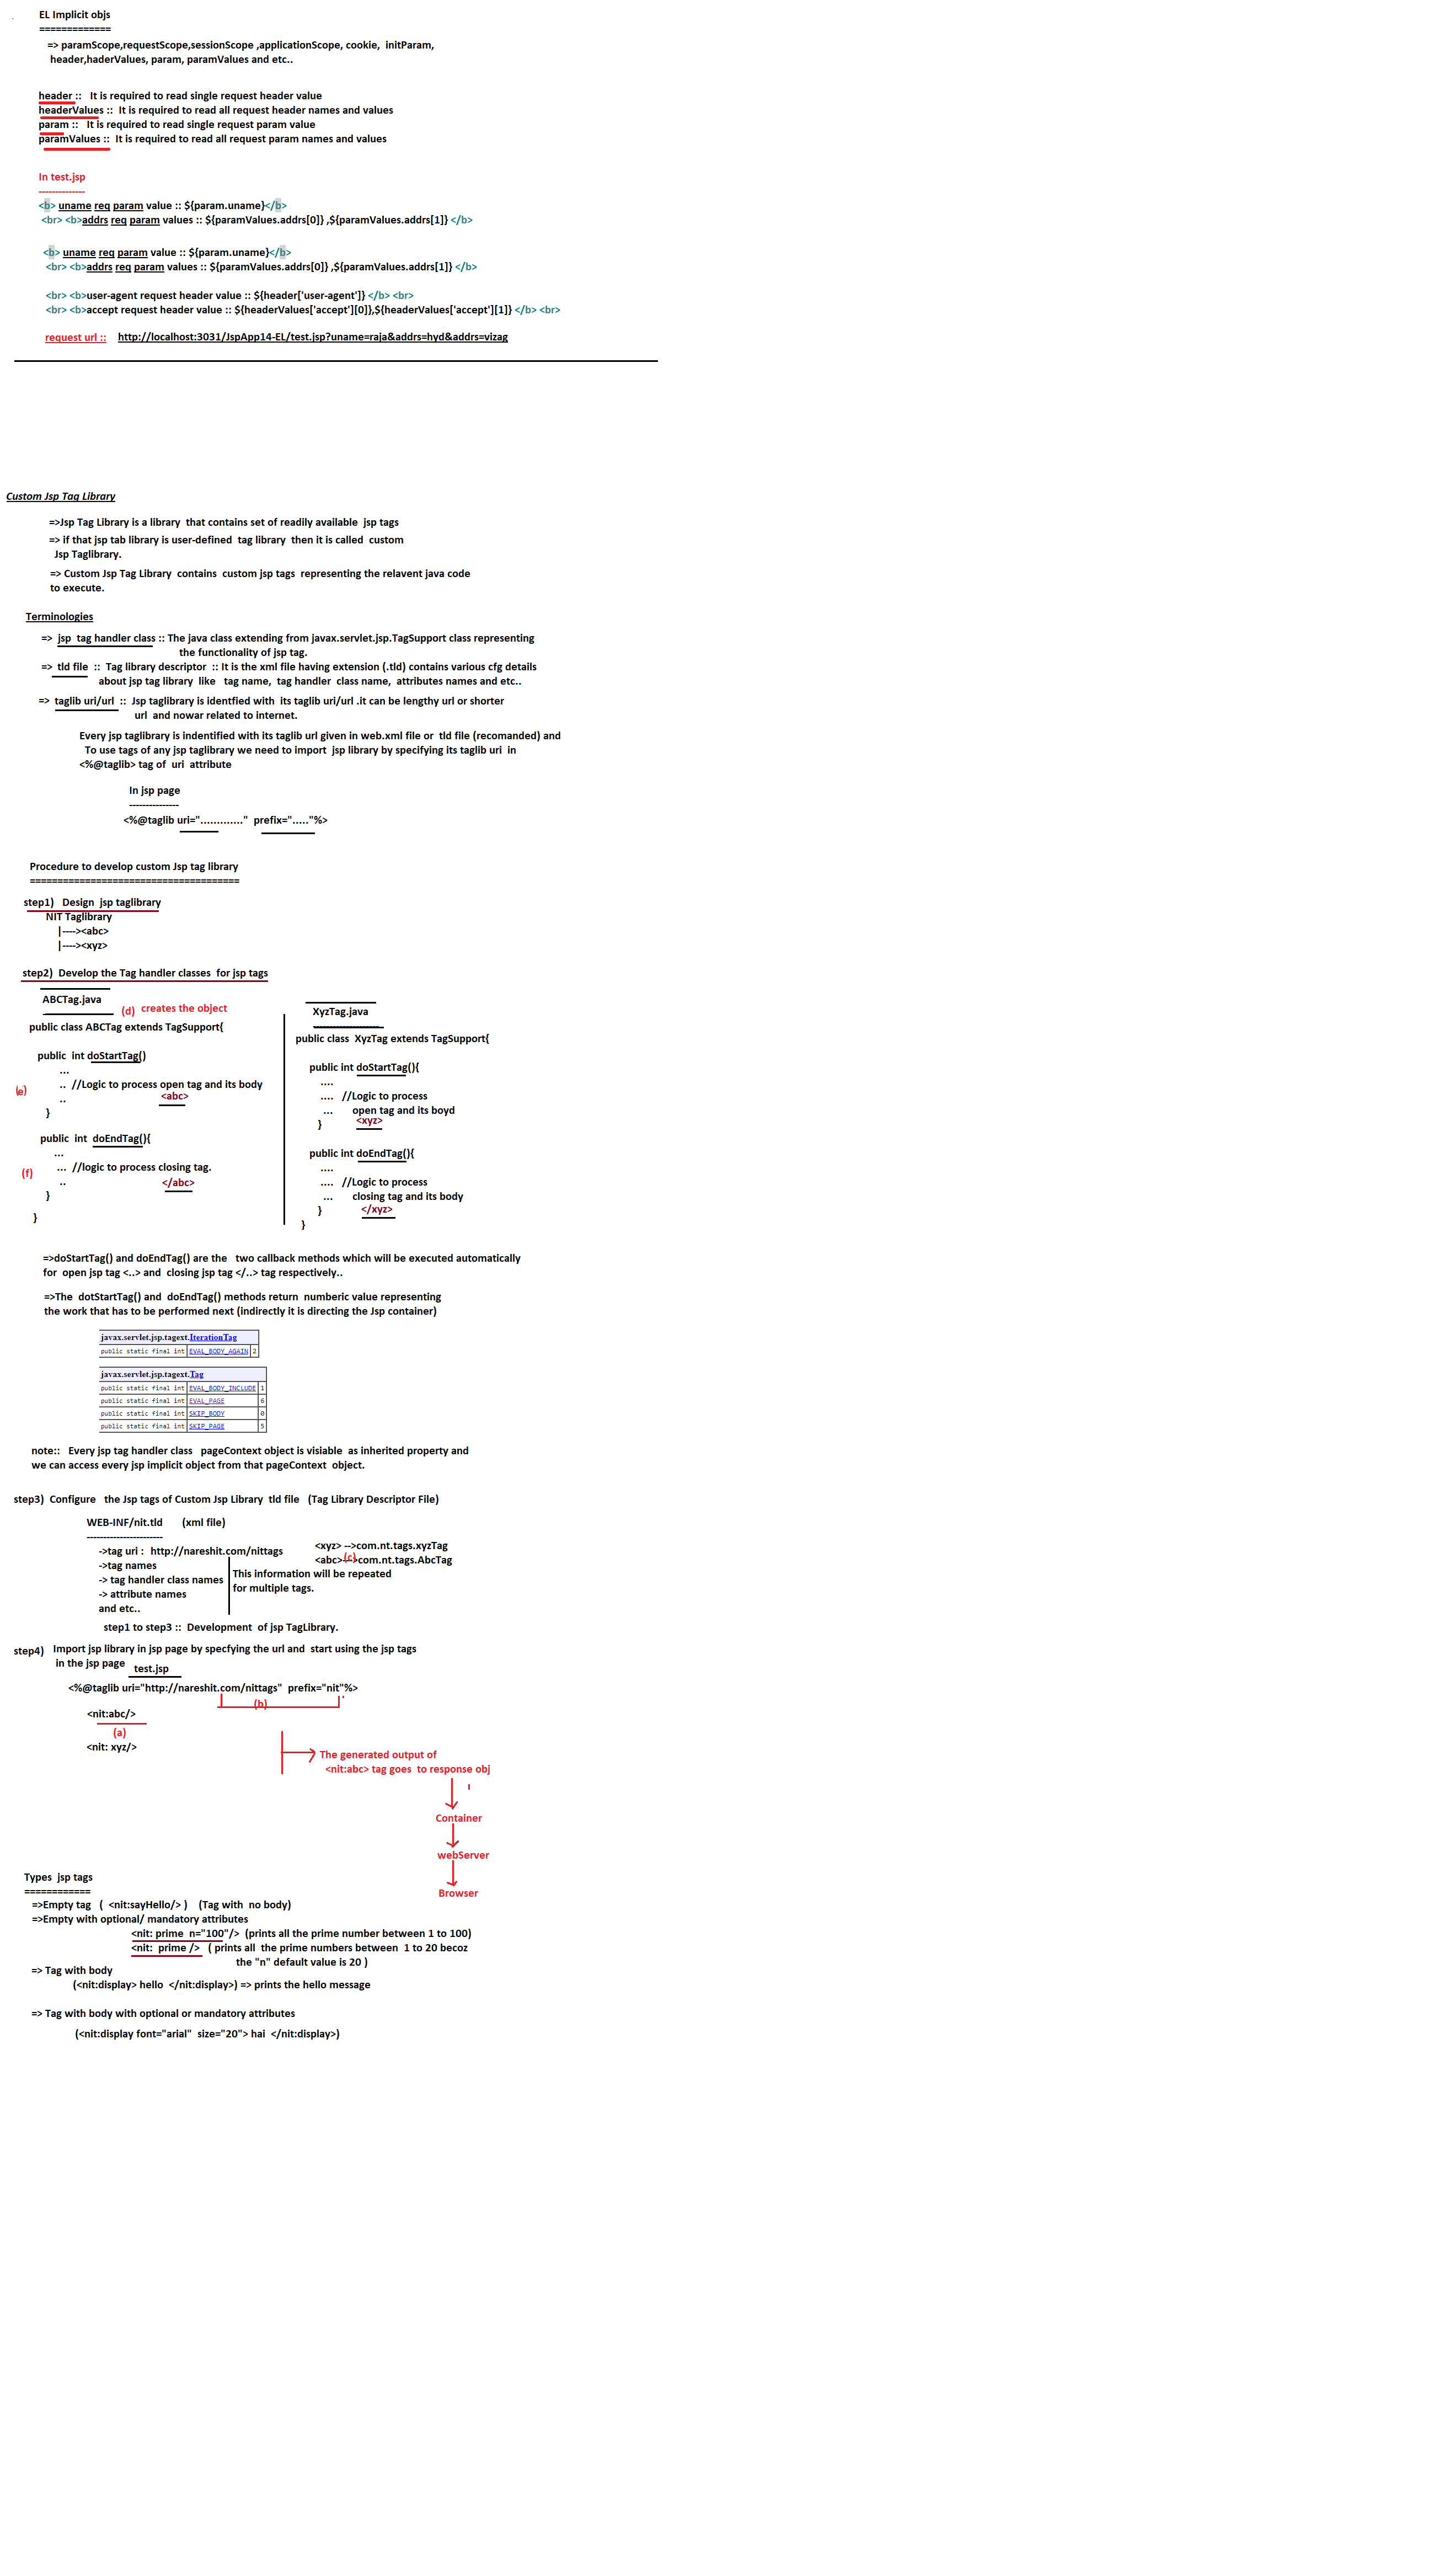 EL Implicit objs
=============
=> paramScope,requestScope,sessionScope ,applicationScope, cookie,  initParam,
header,haderValues, param, paramValues and etc..
header ::   It is required to read single request header value
headerValues ::  It is required to read all request header names and values
param ::   It is required to read single request param value
paramValues ::  It is required to read all request param names and values
In test.jsp
--------------
<b> uname req param value :: ${param.uname}</b>
<br> <b>addrs req param values :: ${paramValues.addrs[0]} ,${paramValues.addrs[1]} </b>
<b> uname req param value :: ${param.uname}</b>
<br> <b>addrs req param values :: ${paramValues.addrs[0]} ,${paramValues.addrs[1]} </b>
<br> <b>user-agent request header value :: ${header['user-agent']} </b> <br>
<br> <b>accept request header value :: ${headerValues['accept'][0]},${headerValues['accept'][1]} </b> <br>
request url ::    http://localhost:3031/JspApp14-EL/test.jsp?uname=raja&addrs=hyd&addrs=vizag
Custom Jsp Tag Library
=>Jsp Tag Library is a library  that contains set of readily available  jsp tags
=> if that jsp tab library is user-defined  tag library  then it is called  custom
Jsp Taglibrary.
=> Custom Jsp Tag Library  contains  custom jsp tags  representing the relavent java code
to execute.
Terminologies
=>  jsp  tag handler class :: The java class extending from javax.servlet.jsp.TagSupport class representing
the functionality of jsp tag.
=>  tld file  ::  Tag library descriptor  :: It is the xml file having extension (.tld) contains various cfg details
about jsp tag library  like   tag name,  tag handler  class name,  attributes names and etc..
=>  taglib uri/url  ::  Jsp taglibrary is identfied with  its taglib uri/url .it can be lengthy url or shorter
url  and nowar related to internet.
Every jsp taglibrary is indentified with its taglib url given in web.xml file or  tld file (recomanded) and
To use tags of any jsp taglibrary we need to import  jsp library by specifying its taglib uri  in
<%@taglib> tag of  uri  attribute
In jsp page
---------------
<%@taglib uri="............."  prefix="....."%>
Procedure to develop custom Jsp tag library
======================================
step1)   Design  jsp taglibrary
NIT Taglibrary
|----><abc>
|----><xyz>
step2)  Develop the Tag handler classes  for jsp tags
ABCTag.java
(d)  creates the object
public class ABCTag extends TagSupport{
public  int doStartTag()
...
(e)  ..  //Logic to process open tag and its body
..  <abc>
}
public  int  doEndTag(){
...
(f)  ...  //logic to process closing tag.
..  </abc>
}
}
XyzTag.java
--------------------
public class  XyzTag extends TagSupport{
public int doStartTag(){
....
....   //Logic to process
...       open tag and its boyd
}  <xyz>
public int doEndTag(){
....
....   //Logic to process
...       closing tag and its body
}  </xyz>
}
=>doStartTag() and doEndTag() are the   two callback methods which will be executed automatically
for  open jsp tag <..> and  closing jsp tag </..> tag respectively..
=>The  dotStartTag() and  doEndTag() methods return  numberic value representing
the work that has to be performed next (indirectly it is directing the Jsp container)
javax.servlet.jsp.tagext.IterationTag
public static final int EVAL_BODY_AGAIN 2
javax.servlet.jsp.tagext.Tag
public static final int EVAL_BODY_INCLUDE 1
public static final int EVAL_PAGE 6
public static final int SKIP_BODY 0
public static final int SKIP_PAGE 5
note::   Every jsp tag handler class   pageContext object is visiable  as inherited property and
we can access every jsp implicit object from that pageContext  object.
step3)  Configure   the Jsp tags of Custom Jsp Library  tld file   (Tag Library Descriptor File)
WEB-INF/nit.tld       (xml file)
-----------------------
->tag uri :  http://nareshit.com/nittags
->tag names
-> tag handler class names
-> attribute names
and etc..
<xyz> -->com.nt.tags.xyzTag
<abc>-->com.nt.tags.AbcTag
(c)
This information will be repeated
for multiple tags.
step1 to step3 ::  Development  of jsp TagLibrary.
step4)   Import jsp library in jsp page by specfying the url and  start using the jsp tags
in the jsp page
test.jsp
<%@taglib uri="http://nareshit.com/nittags"  prefix="nit"%>
(b)
<nit:abc/>
(a)
<nit: xyz/>
The generated output of
<nit:abc> tag goes  to response obj
Container
webServer
Browser
Types  jsp tags
============
=>Empty tag   (  <nit:sayHello/> )    (Tag with  no body)
=>Empty with optional/ mandatory attributes
<nit: prime  n="100"/>  (prints all the prime number between 1 to 100)
<nit:  prime />   ( prints all  the prime numbers between  1 to 20 becoz
the "n" default value is 20 )
=> Tag with body
(<nit:display> hello  </nit:display>) => prints the hello message
=> Tag with body with optional or mandatory attributes
(<nit:display font="arial"  size="20"> hai  </nit:display>)